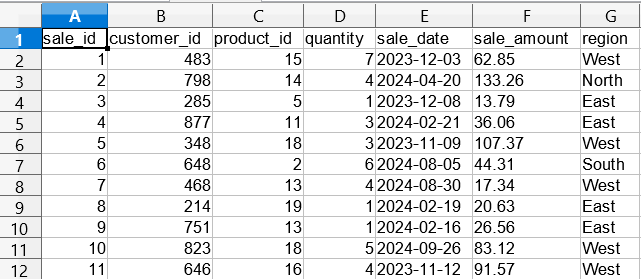 A B C D E F G
1 sale_id customer_id product_id quantity sale_date sale_amount region
2 1 483 15 7 2023-12-03 62.85 West
3 2 798 14 4 2024-04-20 133.26 North
4 3 285 5 1 2023-12-08 13.79 East
5 4 877 11 3 2024-02-21 36.06 East
6 5 348 18 3 2023-11-09 107.37 West
7 6 648 2 6 2024-08-05 44.31 South
8 7 468 13 4 2024-08-30 17.34 West
9 8 214 19 1 2024-02-19 20.63 East
10 9 751 13 1 2024-02-16 26.56 East
11 10 823 18 5 2024-09-26 83.12 West
12 11 646 16 4 2023-11-12 91.57 West